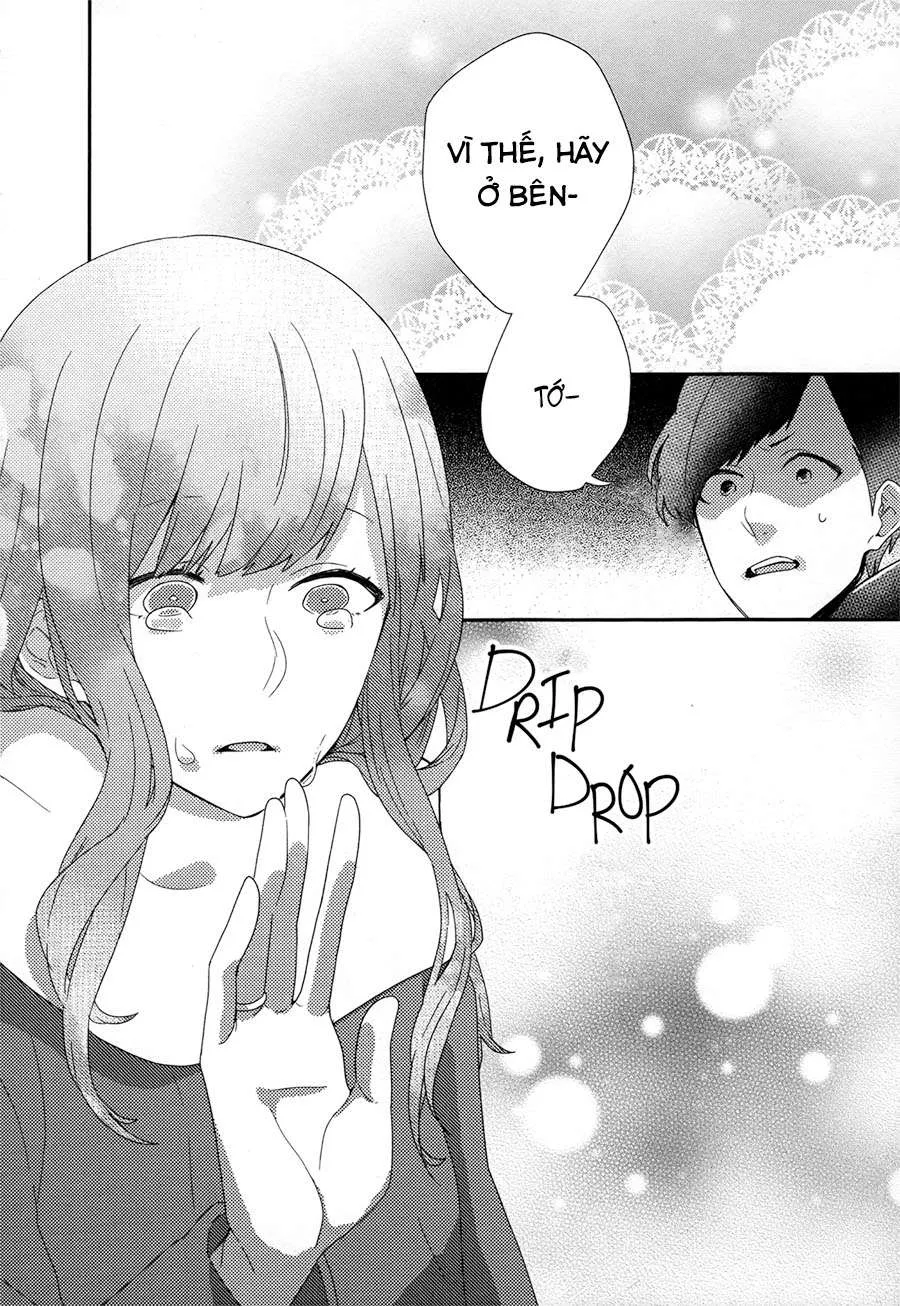 VÌ THẾ, HÃY
Ở BÊN-
TỚ-
DRIP
DROP